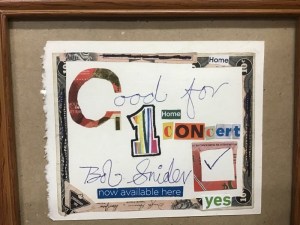 Home
Good for
1 Home
CONcert
Bob Snider
now available here
yes